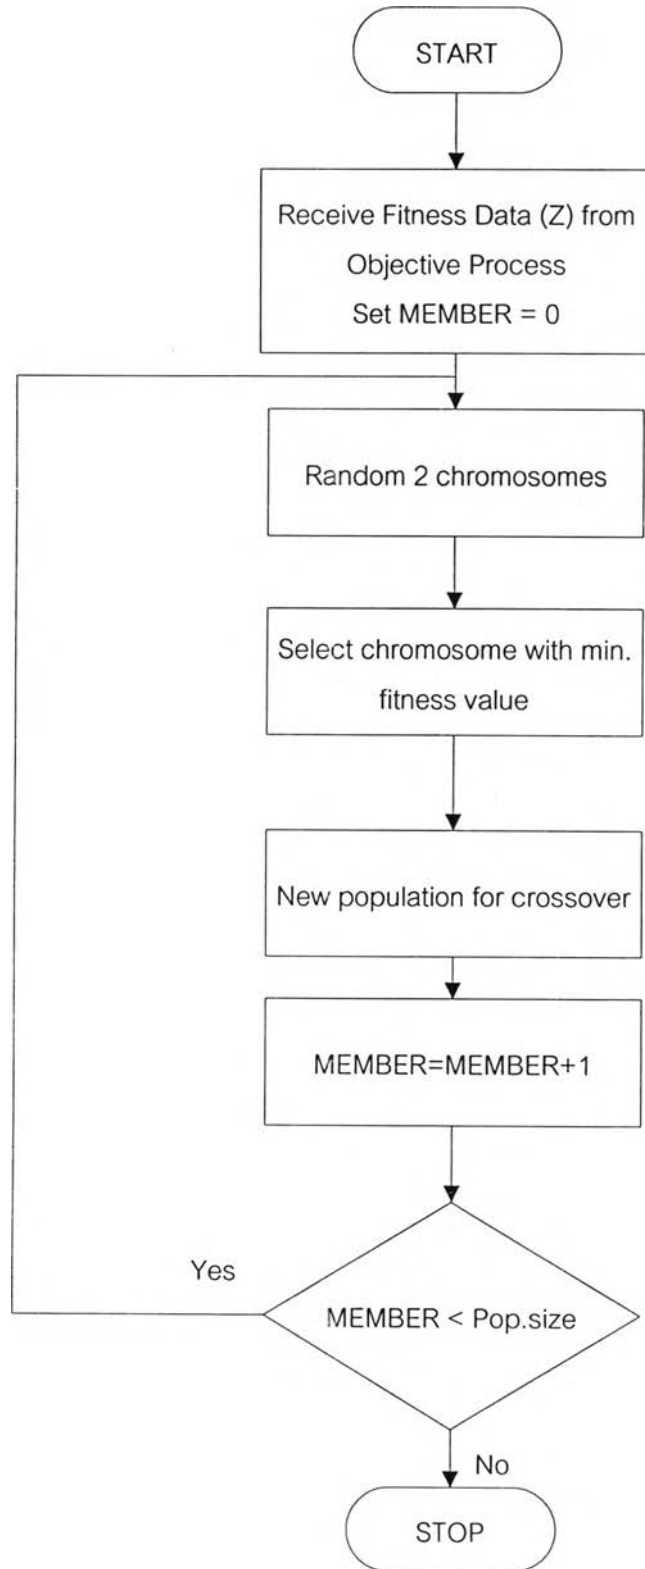 START
Receive Fitness Data (Z) from
Objective Process
Set MEMBER = 0
Random 2 chromosomes
Select chromosome with min.
fitness value
New population for crossover
MEMBER=MEMBER+1
Yes
MEMBER < Pop.size
No
STOP